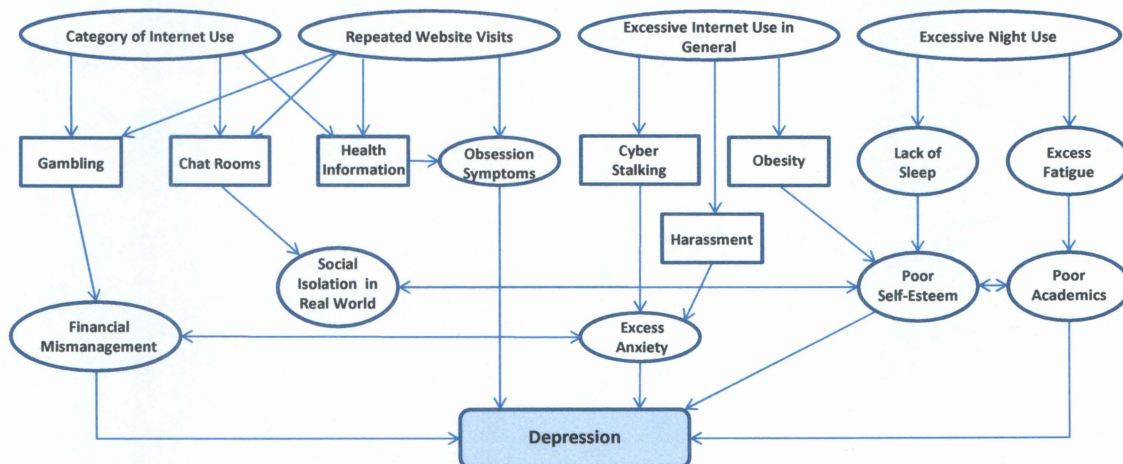 Category of Internet Use
Repeated Website Visits
Excessive Internet Use in
General
Excessive Night Use
Gambling
Chat Rooms
Health
Information
Obsession
Symptoms
Cyber
Stalking
Obesity
Lack of
Sleep
Excess
Fatigue
Harassment
Social
Isolation in
Real World
Poor
Self-Esteem
Poor
Academics
Financial
Mismanagement
Excess
Anxiety
Depression